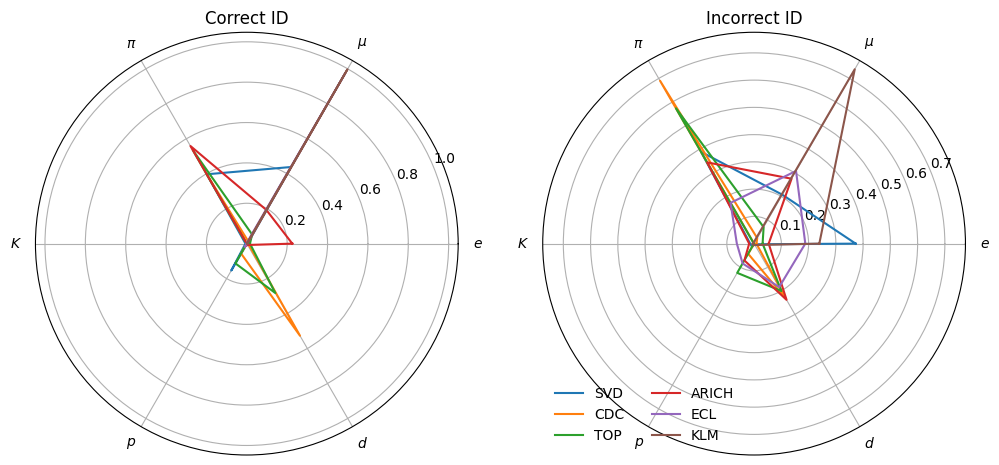 Correct ID
Incorrect ID
π
μ
π
μ
1.0
0.8
0.6
0.4
0.2
0.7
0.6
0.5
0.4
0.3
0.2
0.1
K
e
K
e
SVD
ARICH
CDC
ECL
TOP
KLM
p
d
p
d